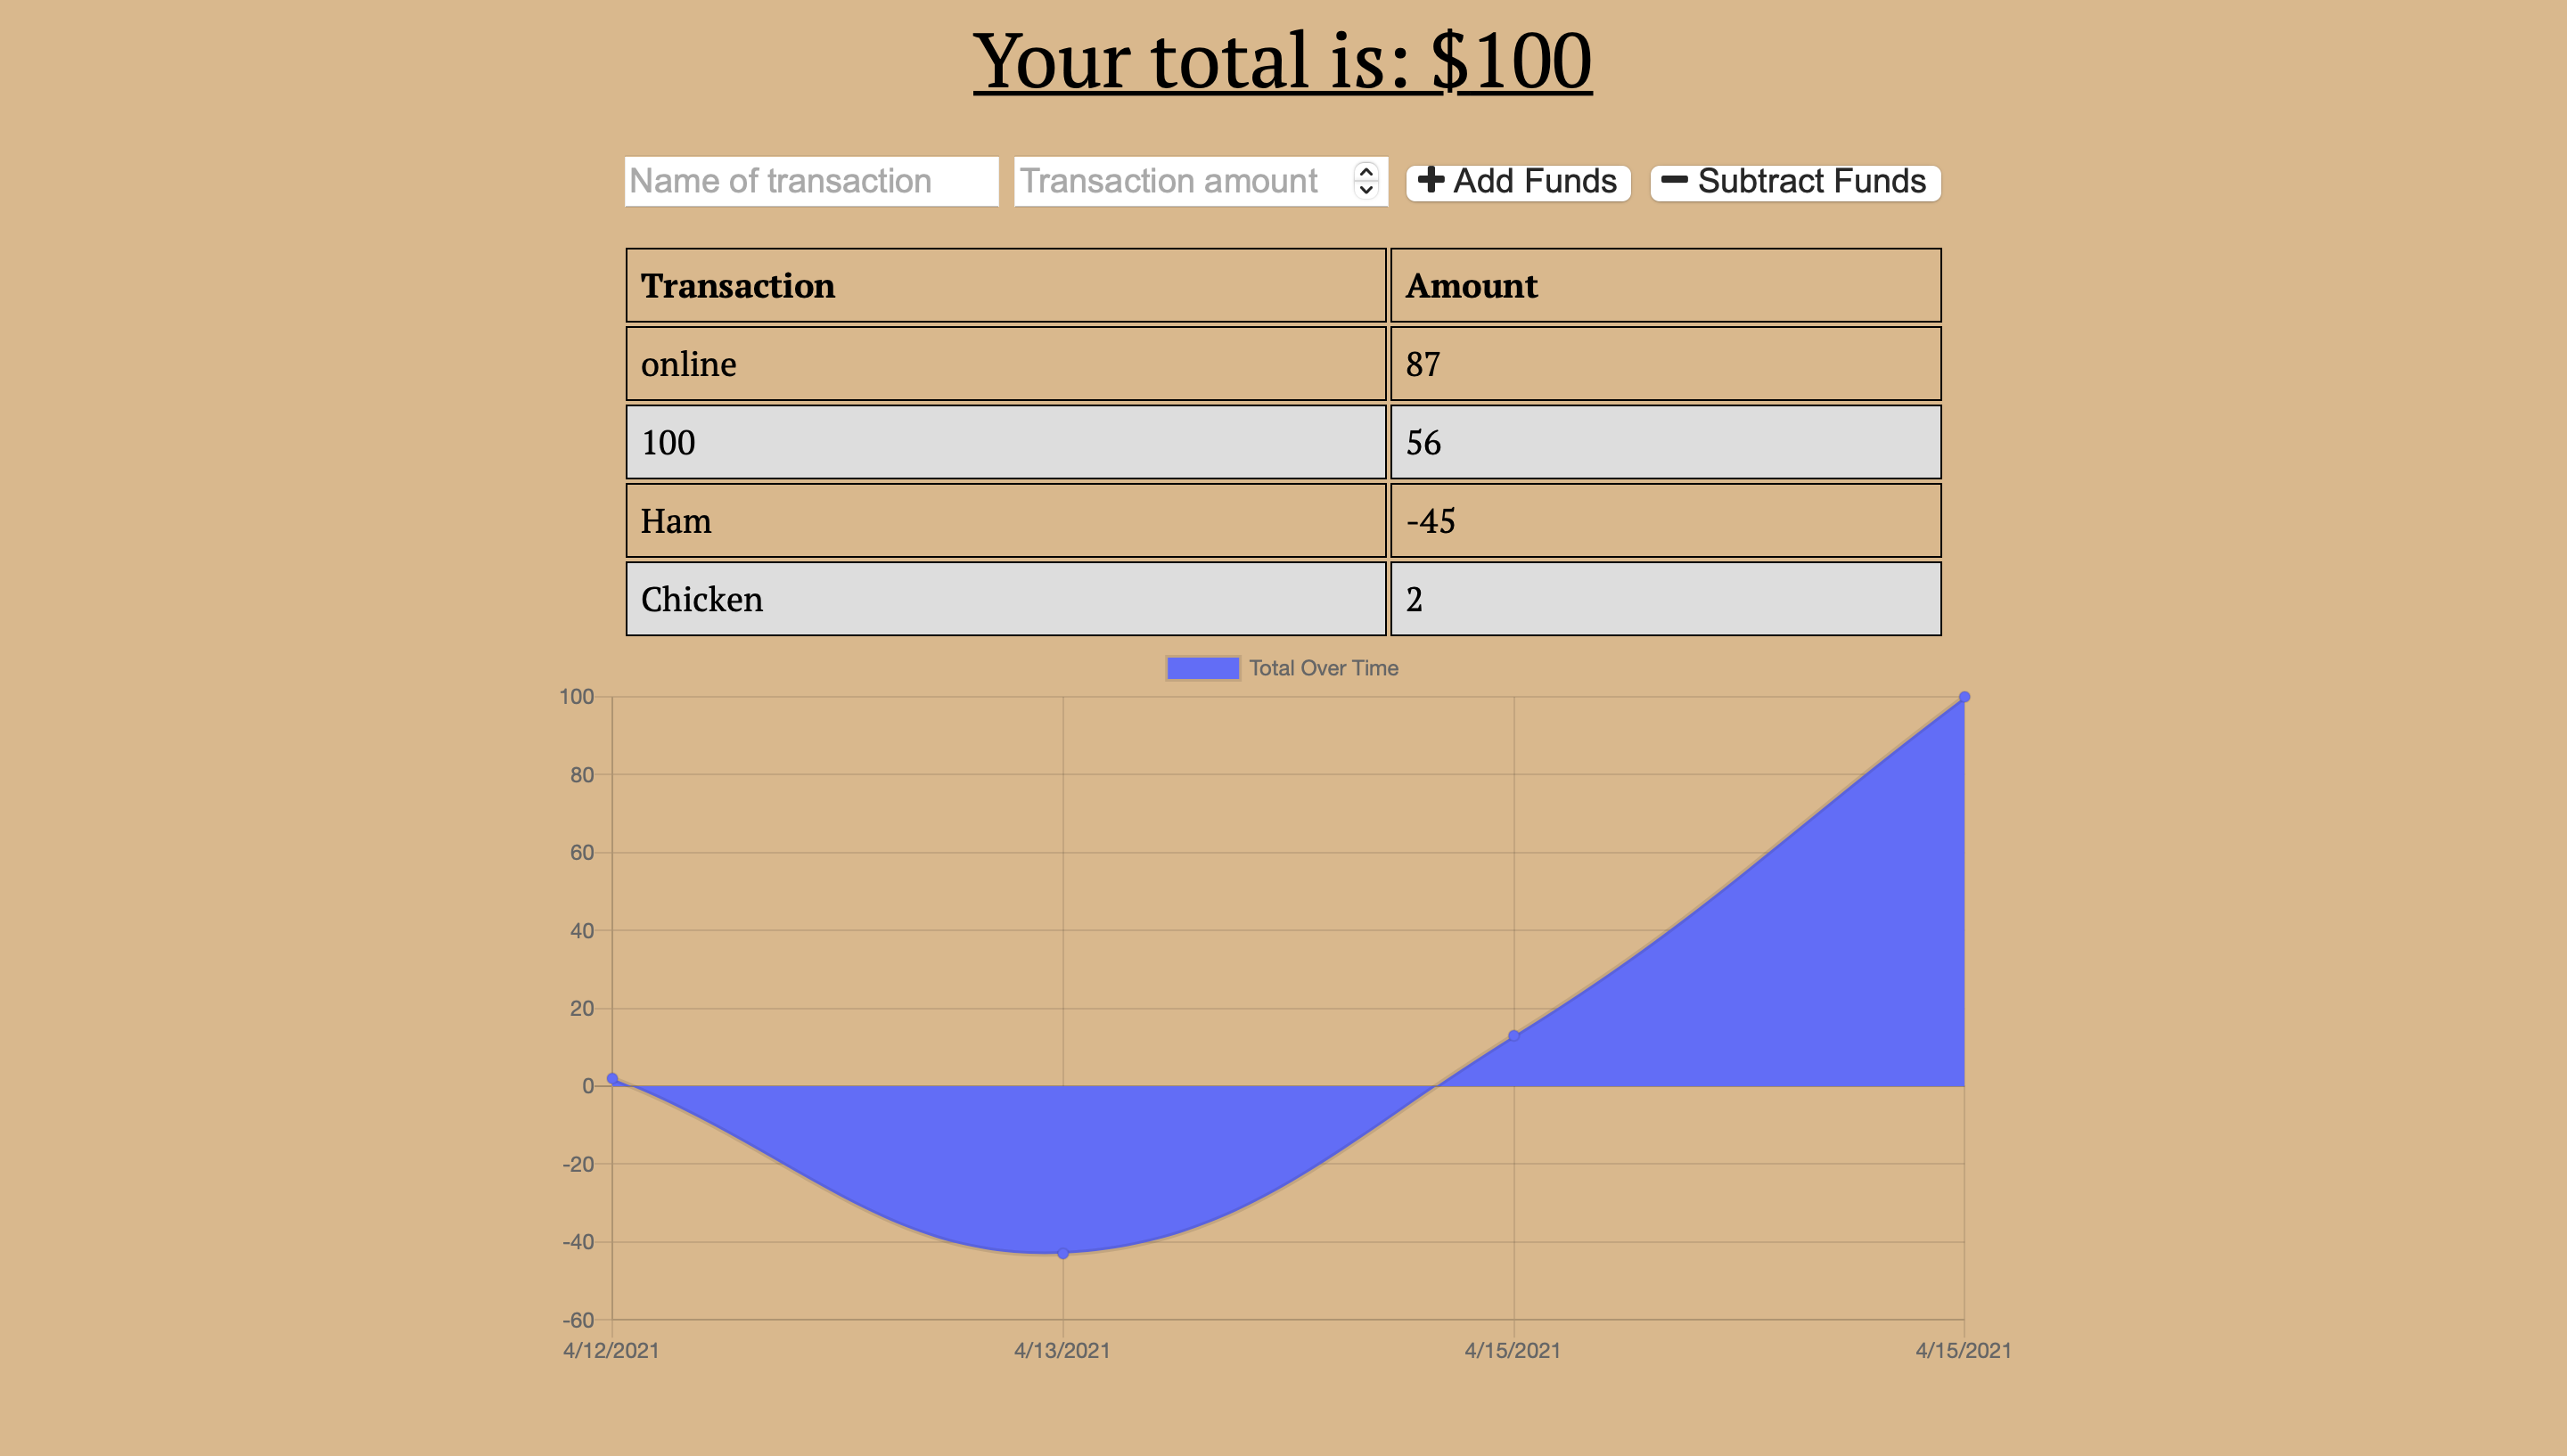 Your total is: $100
Name of transaction Transaction amount Add Funds Subtract Funds
Transaction Amount
online 87
100 56
Ham -45
Chicken 2
Total Over Time
100
80
60
40
20
0
-20
-40
-60
4/12/2021 4/13/2021 4/15/2021 4/15/2021